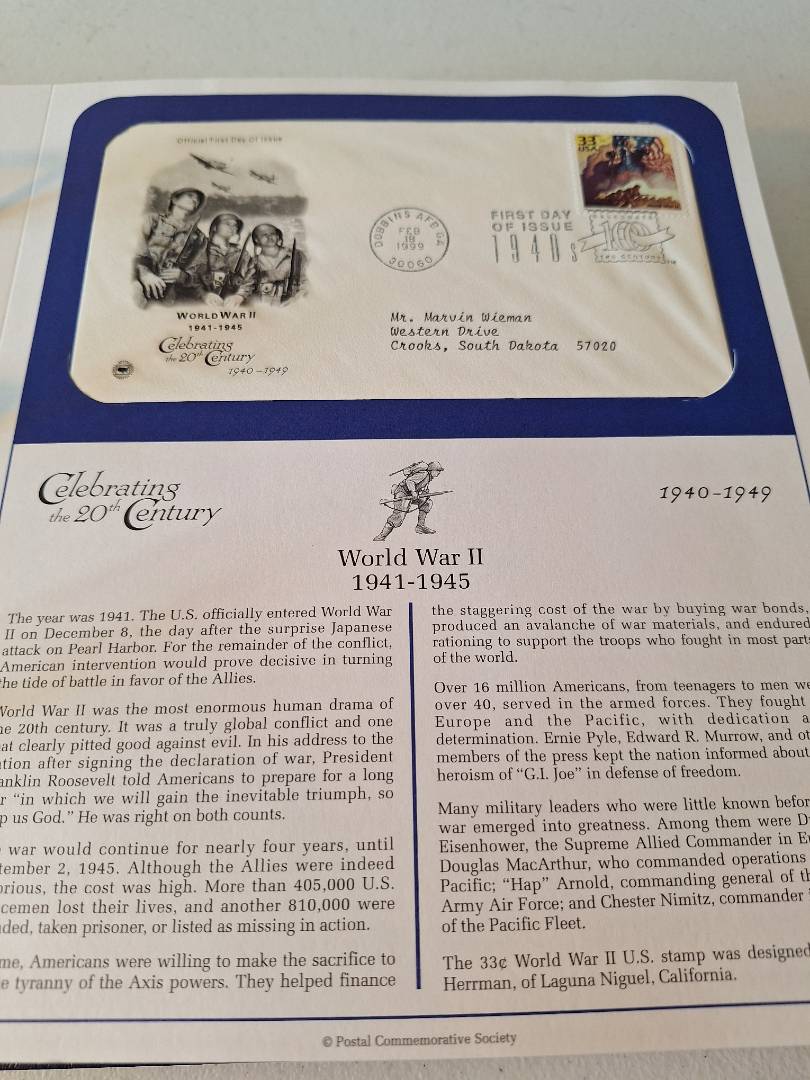 Official First Day of Issue
33
USA
DOBBINS AFB GA
FEB
18
1999
30060
FIRST DAY
OF ISSUE
1940s
100
WORLD WAR II
1941-1945
Celebrating
the 20th Century
1940-1949
Mr. Marvin Wieman
Western Drive
Crooks, South Dakota 57020
Celebrating
the 20th Century
1940-1949
World War II
1941-1945
The year was 1941. The U.S. officially entered World War
II on December 8, the day after the surprise Japanese
attack on Pearl Harbor. For the remainder of the conflict,
American intervention would prove decisive in turning
the tide of battle in favor of the Allies.
World War II was the most enormous human drama of
he 20th century. It was a truly global conflict and one
at clearly pitted good against evil. In his address to the
tion after signing the declaration of war, President
anklin Roosevelt told Americans to prepare for a long
r “in which we will gain the inevitable triumph, so
p us God.” He was right on both counts.
war would continue for nearly four years, until
tember 2, 1945. Although the Allies were indeed
orious, the cost was high. More than 405,000 U.S.
cemen lost their lives, and another 810,000 were
ded, taken prisoner, or listed as missing in action.
me, Americans were willing to make the sacrifice to
e tyranny of the Axis powers. They helped finance
the staggering cost of the war by buying war bonds,
produced an avalanche of war materials, and endured
rationing to support the troops who fought in most parts
of the world.
Over 16 million Americans, from teenagers to men we
over 40, served in the armed forces. They fought
Europe and the Pacific, with dedication a
determination. Ernie Pyle, Edward R. Murrow, and ot
members of the press kept the nation informed about
heroism of “G.I. Joe” in defense of freedom.
Many military leaders who were little known befor
war emerged into greatness. Among them were D
Eisenhower, the Supreme Allied Commander in E
Douglas MacArthur, who commanded operations
Pacific; “Hap” Arnold, commanding general of th
Army Air Force; and Chester Nimitz, commander i
of the Pacific Fleet.
The 33¢ World War II U.S. stamp was designed
Herrman, of Laguna Niguel, California.
© Postal Commemorative Society